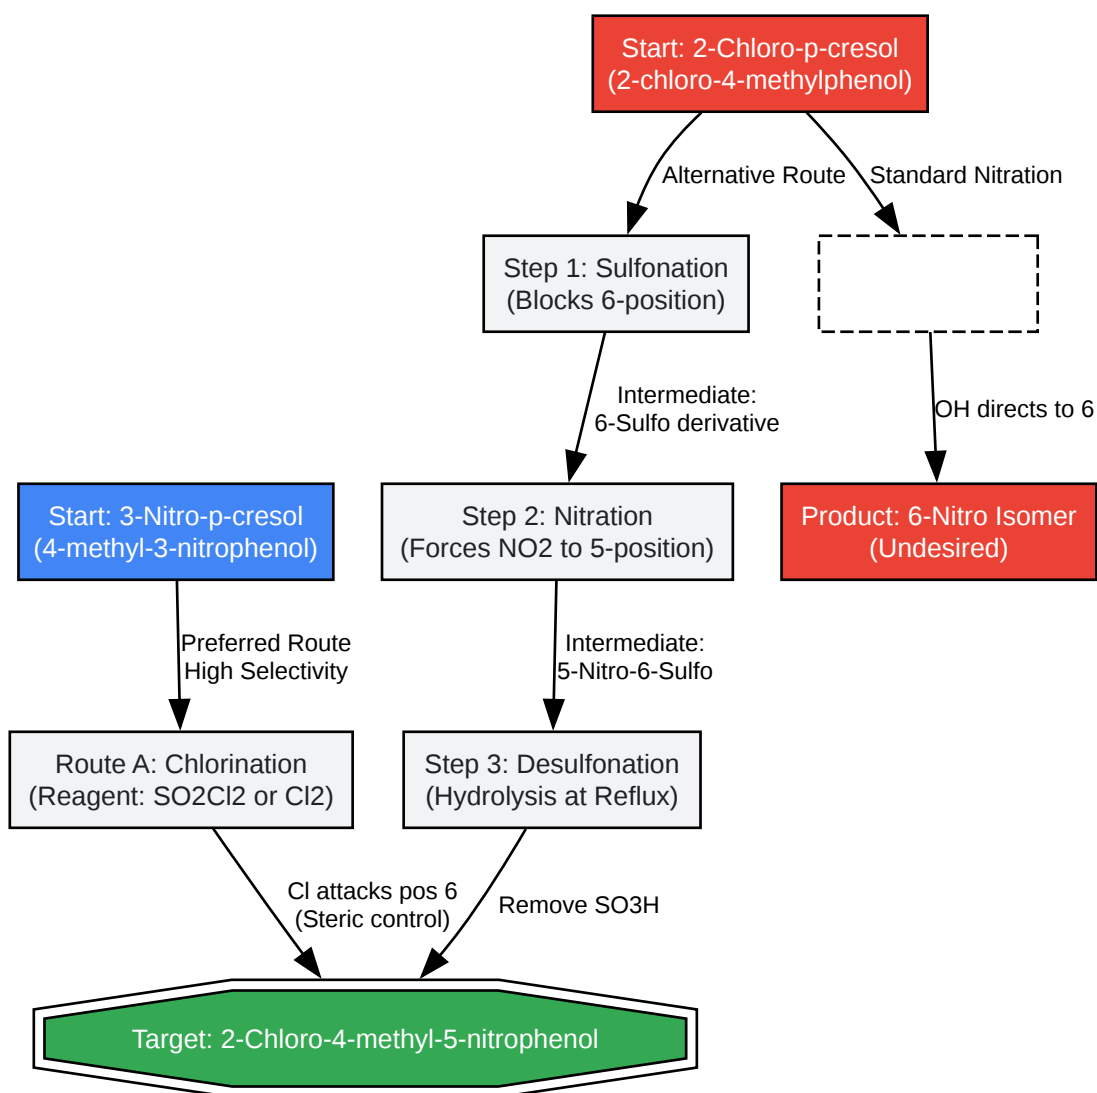 Start: 2-Chloro-p-cresol
(2-chloro-4-methylphenol)
Alternative Route
Standard Nitration
Step 1: Sulfonation
(Blocks 6-position)
Intermediate:
6-Sulfo derivative
OH directs to 6
Start: 3-Nitro-p-cresol
(4-methyl-3-nitrophenol)
Step 2: Nitration
(Forces NO2 to 5-position)
Product: 6-Nitro Isomer
(Undesired)
Preferred Route
High Selectivity
Intermediate:
5-Nitro-6-Sulfo
Route A: Chlorination
(Reagent: SO2Cl2 or Cl2)
Step 3: Desulfonation
(Hydrolysis at Reflux)
Cl attacks pos 6
(Steric control)
Remove SO3H
Target: 2-Chloro-4-methyl-5-nitrophenol